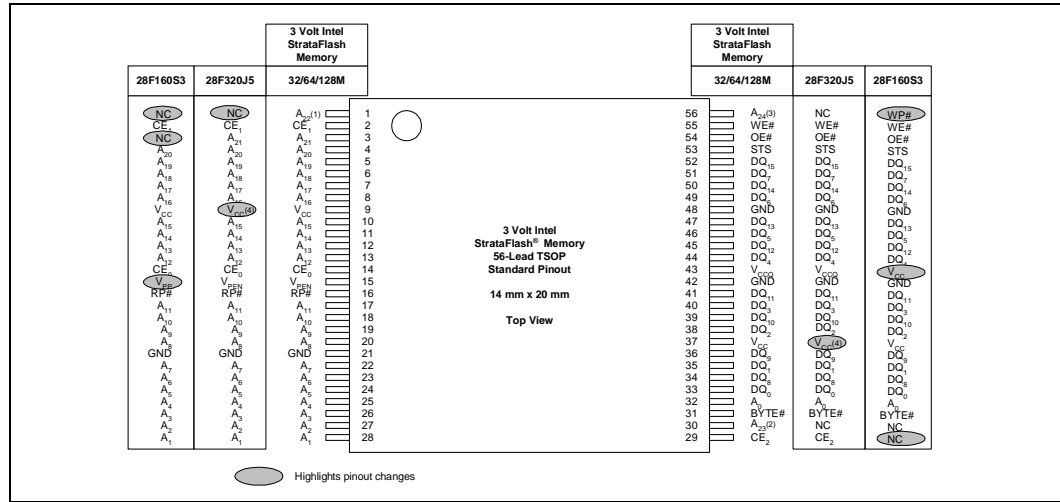 3 Volt Intel
StrataFlash
Memory
3 Volt Intel
StrataFlash
Memory
28F160S3 28F320J5 32/64/128M 32/64/128M 28F320J5 28F160S3
NC NC A22(1) 1 56 A24(3) NC WP#
CE1 CE1 CE1 2 55 WE# WE# WE#
NC A21 A21 3 54 OE# OE# OE#
A20 A20 A20 4 53 STS STS STS
A19 A19 A19 5 52 DQ15 DQ15 DQ15
A18 A18 A18 6 51 DQ7 DQ7 DQ7
A17 A17 A17 7 50 DQ14 DQ14 DQ14
A16 A16 A16 8 49 DQ6 DQ6 DQ6
VCC VCC(4) VCC 9 48 GND GND GND
A15 A15 A15 10 47 DQ13 DQ13 DQ13
A14 A14 A14 11 46 DQ5 DQ5 DQ5
A13 A13 A13 12 45 DQ12 DQ12 DQ12
A12 A12 A12 13 44 DQ4 DQ4 DQ4
CE0 CE0 CE0 14 43 VCCQ VCCQ VCC
VPP VPEN VPEN 15 42 GND GND GND
RP# RP# RP# 16 41 DQ11 DQ11 DQ11
A11 A11 A11 17 40 DQ3 DQ3 DQ3
A10 A10 A10 18 39 DQ10 DQ10 DQ10
A9 A9 A9 19 38 DQ2 DQ2 DQ2
A8 A8 A8 20 37 VCC VCC(4) VCC
GND GND GND 21 36 DQ9 DQ9 DQ9
A7 A7 A7 22 35 DQ1 DQ1 DQ1
A6 A6 A6 23 34 DQ8 DQ8 DQ8
A5 A5 A5 24 33 DQ0 DQ0 DQ0
A4 A4 A4 25 32 A0 A0 A0
A3 A3 A3 26 31 BYTE# BYTE# BYTE#
A2 A2 A2 27 30 A23(2) NC NC
A1 A1 A1 28 29 CE2 CE2 NC
3 Volt Intel
StrataFlash® Memory
56-Lead TSOP
Standard Pinout
14 mm x 20 mm
Top View
Highlights pinout changes